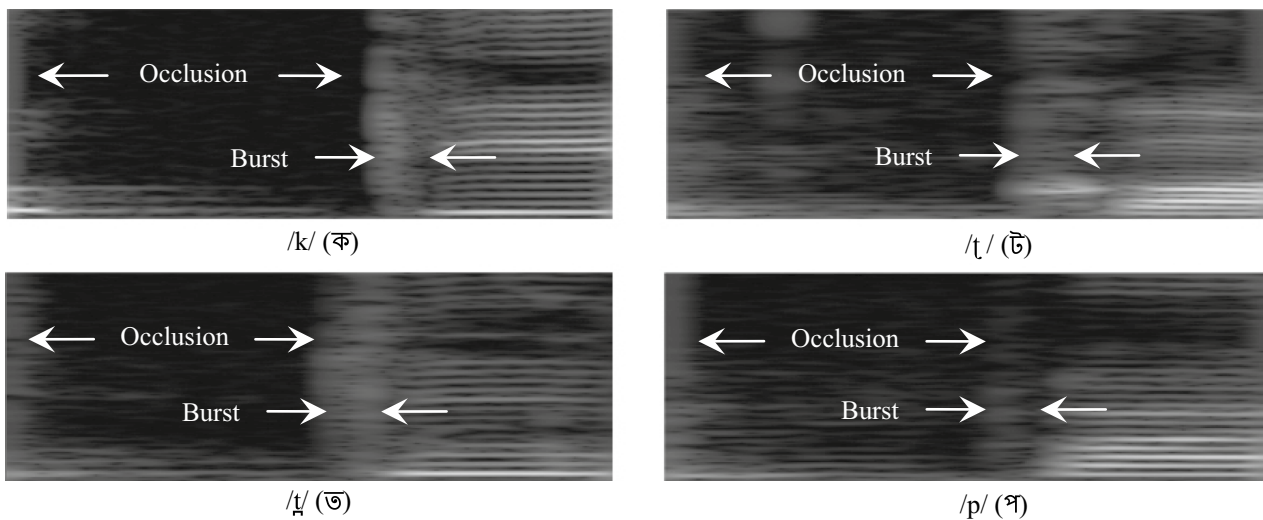 Occlusion
Burst
/k/ (ক)
Occlusion
Burst
/ʈ / (ট)
Occlusion
Burst
/t̪/ (ত)
Occlusion
Burst
/p/ (প)